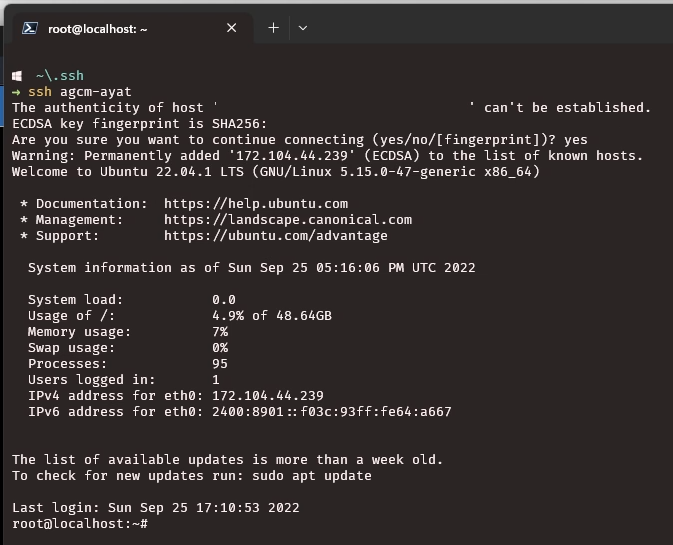 root@localhost: ~
~\.ssh
➜ ssh agcm-ayat
The authenticity of host ' ' can't be established.
ECDSA key fingerprint is SHA256:
Are you sure you want to continue connecting (yes/no/[fingerprint])? yes
Warning: Permanently added '172.104.44.239' (ECDSA) to the list of known hosts.
Welcome to Ubuntu 22.04.1 LTS (GNU/Linux 5.15.0-47-generic x86_64)
* Documentation: https://help.ubuntu.com
* Management: https://landscape.canonical.com
* Support: https://ubuntu.com/advantage
System information as of Sun Sep 25 05:16:06 PM UTC 2022
System load: 0.0
Usage of /: 4.9% of 48.64GB
Memory usage: 7%
Swap usage: 0%
Processes: 95
Users logged in: 1
IPv4 address for eth0: 172.104.44.239
IPv6 address for eth0: 2400:8901::f03c:93ff:fe64:a667
The list of available updates is more than a week old.
To check for new updates run: sudo apt update
Last login: Sun Sep 25 17:10:53 2022
root@localhost:~#